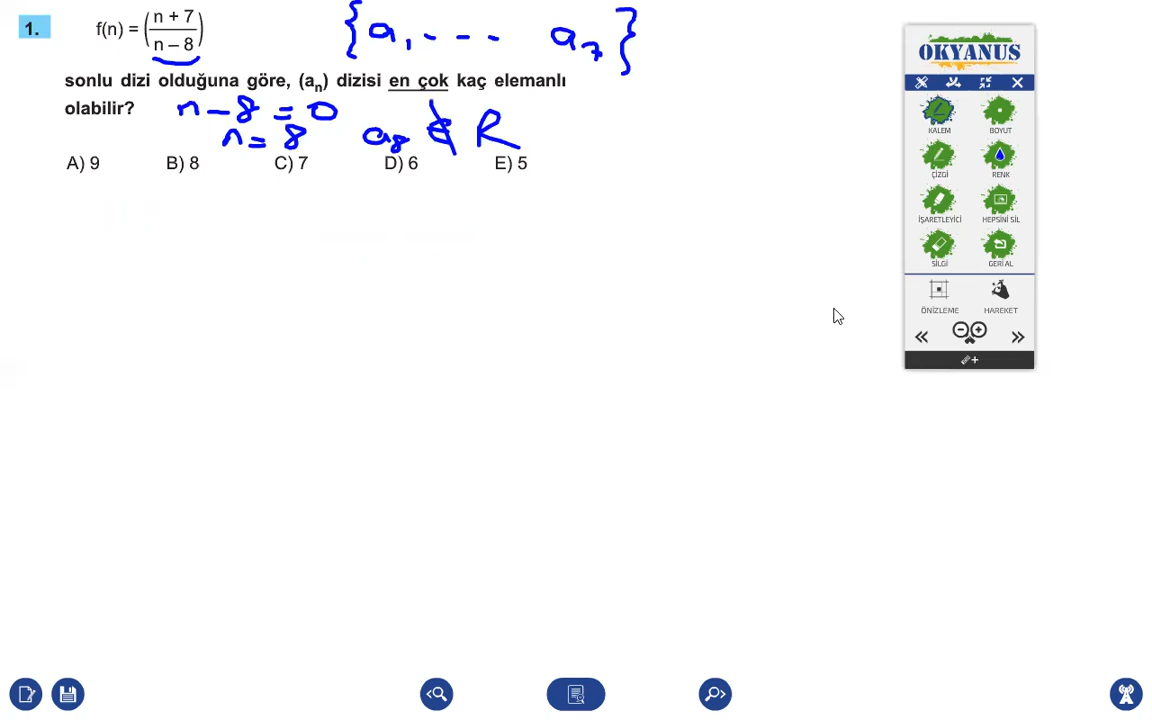 1. f(n) = (n + 7 / n – 8) {a₁ - - - a₇}
sonlu dizi olduğuna göre, (aₙ) dizisi en çok kaç elemanlı
olabilir?
n - 8 = 0
n = 8 a₈ ∉ R
A) 9 B) 8 C) 7 D) 6 E) 5
OKYANUS
KALEM BOYUT
ÇİZGİ RENK
İŞARETLEYİCİ HEPSİNİ SİL
SİLGİ GERİ AL
ÖNİZLEME HAREKET